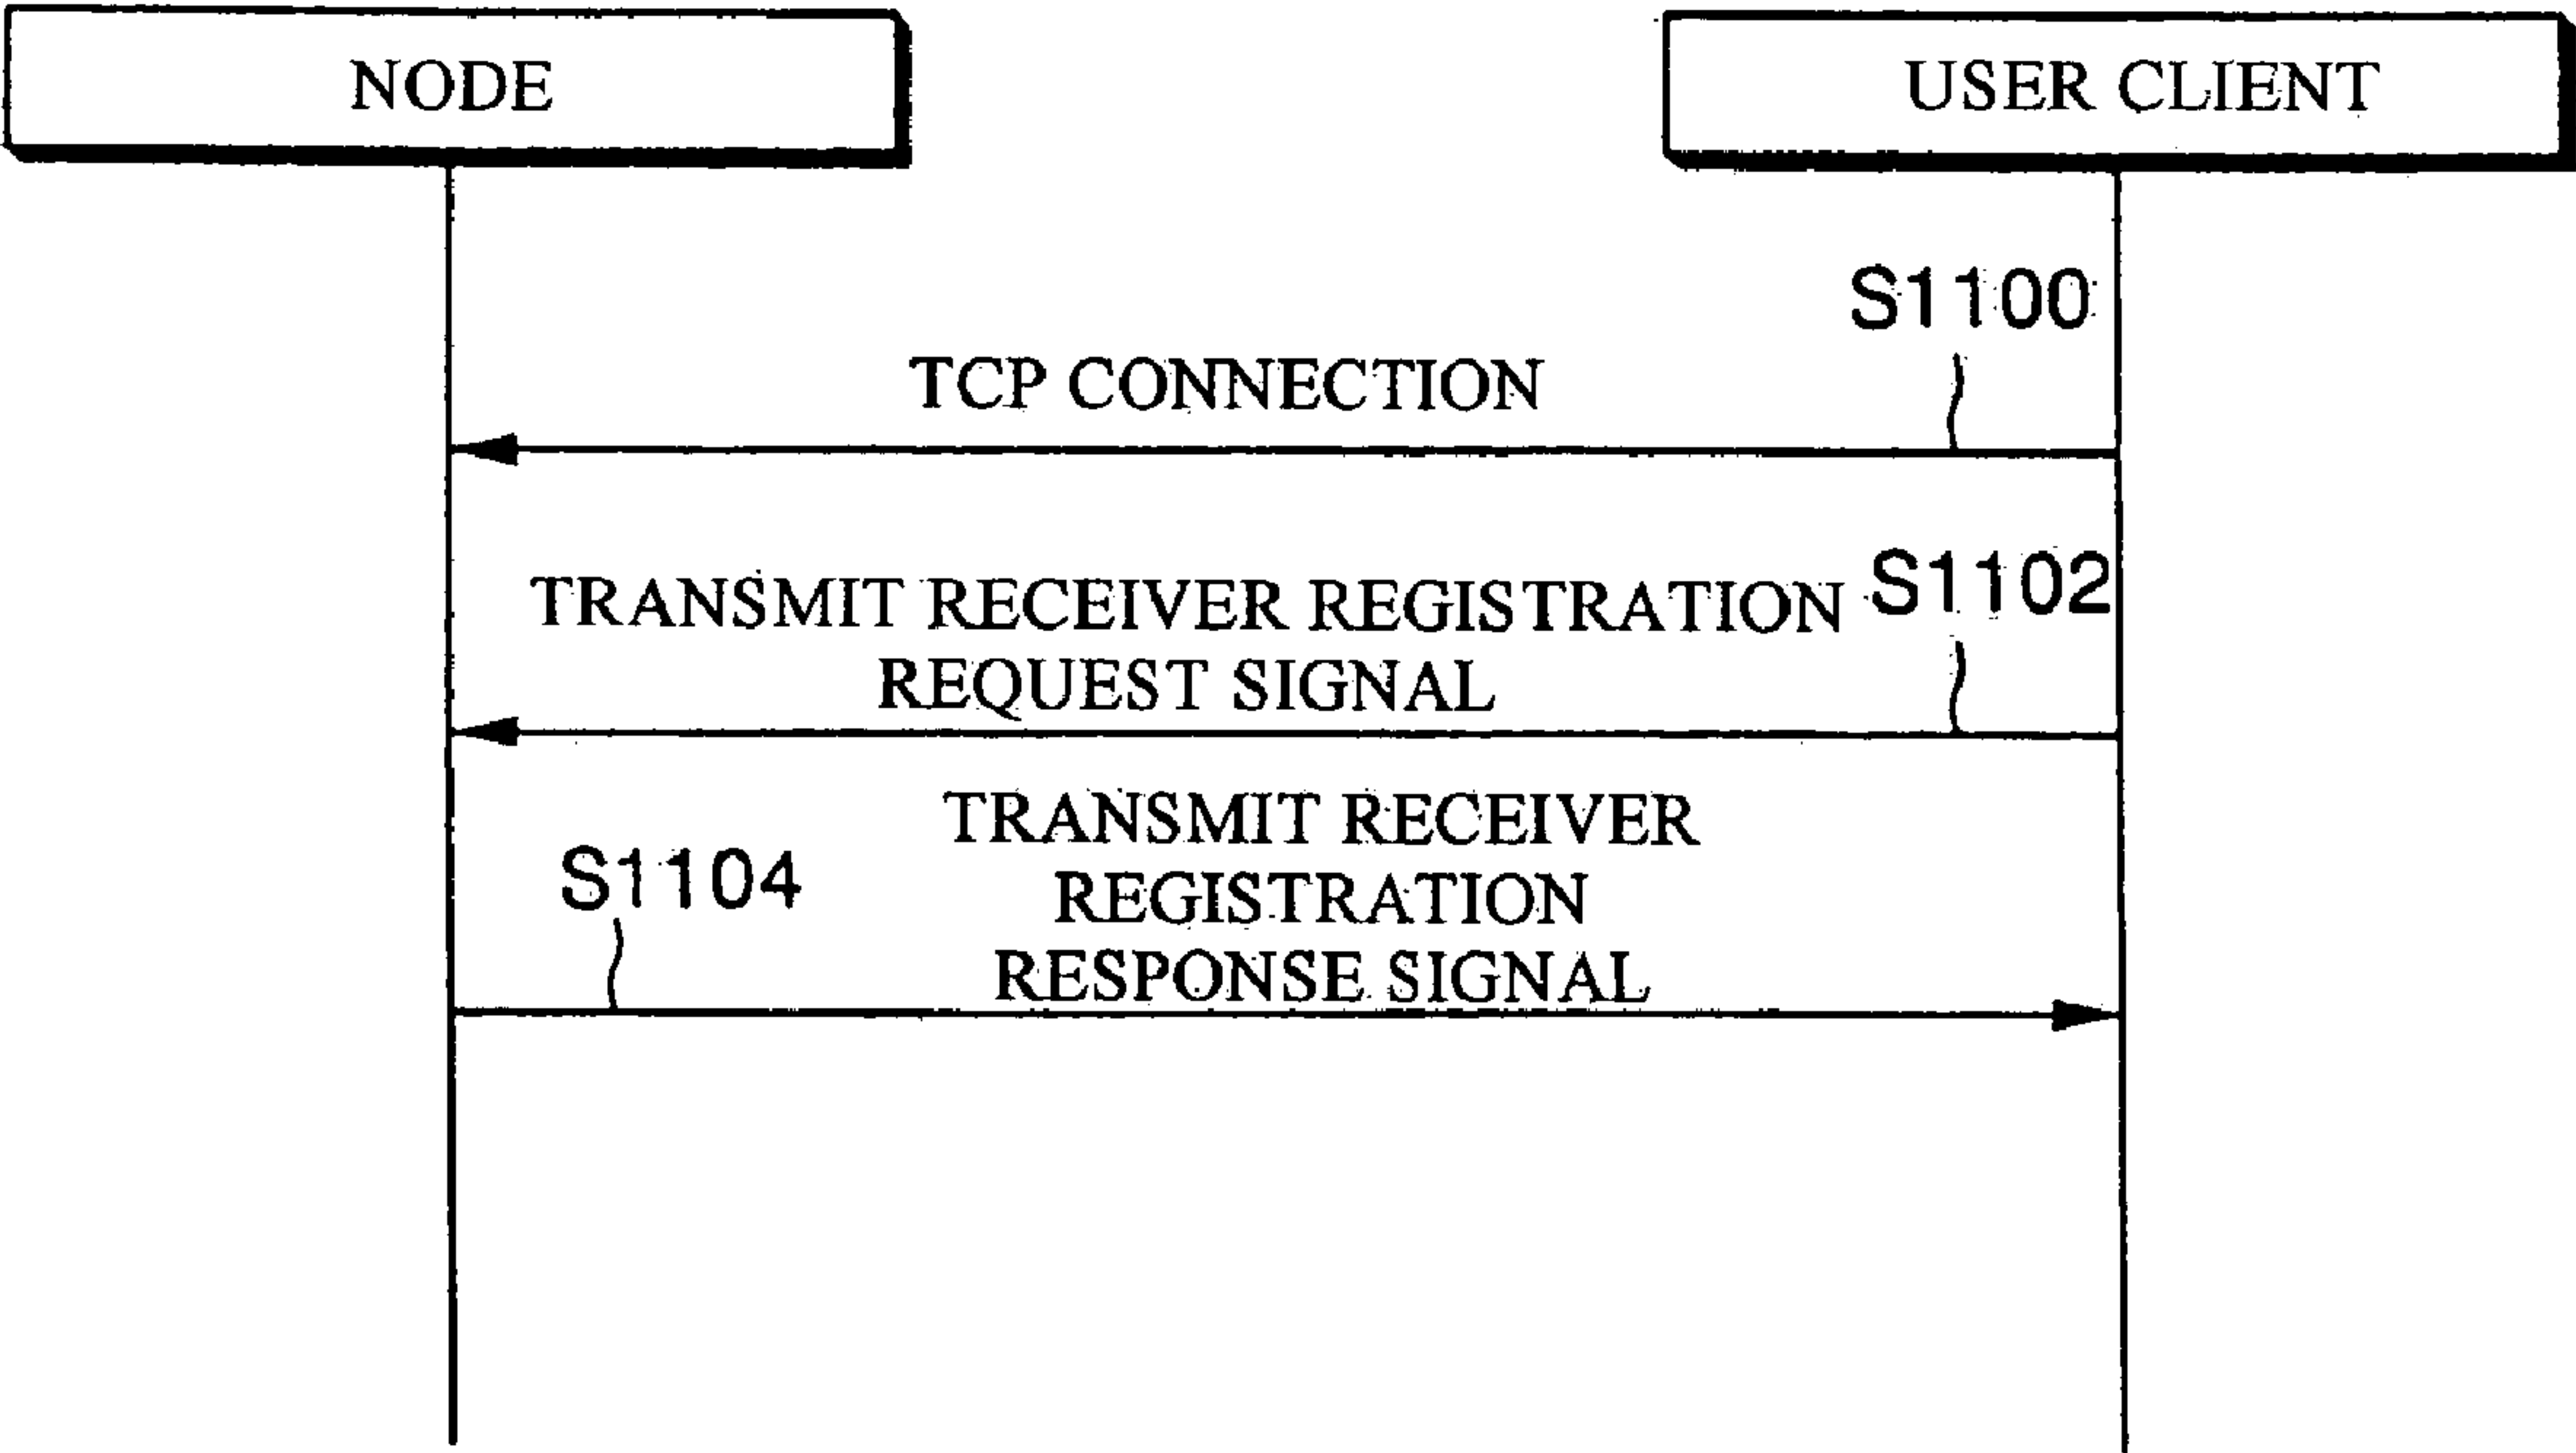 NODE
USER CLIENT
S1100
TCP CONNECTION
S1102
TRANSMIT RECEIVER REGISTRATION
REQUEST SIGNAL
TRANSMIT RECEIVER
S1104
REGISTRATION
RESPONSE SIGNAL